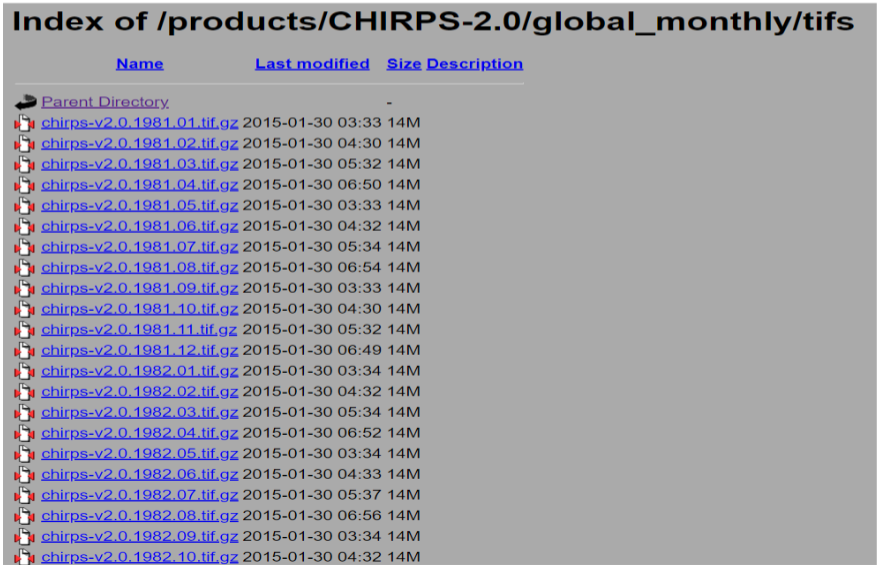 Index of /products/CHIRPS-2.0/global_monthly/tifs
Name Last modified Size Description
Parent Directory -
chirps-v2.0.1981.01.tif.gz 2015-01-30 03:33 14M
chirps-v2.0.1981.02.tif.gz 2015-01-30 04:30 14M
chirps-v2.0.1981.03.tif.gz 2015-01-30 05:32 14M
chirps-v2.0.1981.04.tif.gz 2015-01-30 06:50 14M
chirps-v2.0.1981.05.tif.gz 2015-01-30 03:33 14M
chirps-v2.0.1981.06.tif.gz 2015-01-30 04:32 14M
chirps-v2.0.1981.07.tif.gz 2015-01-30 05:34 14M
chirps-v2.0.1981.08.tif.gz 2015-01-30 06:54 14M
chirps-v2.0.1981.09.tif.gz 2015-01-30 03:33 14M
chirps-v2.0.1981.10.tif.gz 2015-01-30 04:30 14M
chirps-v2.0.1981.11.tif.gz 2015-01-30 05:32 14M
chirps-v2.0.1981.12.tif.gz 2015-01-30 06:49 14M
chirps-v2.0.1982.01.tif.gz 2015-01-30 03:34 14M
chirps-v2.0.1982.02.tif.gz 2015-01-30 04:32 14M
chirps-v2.0.1982.03.tif.gz 2015-01-30 05:34 14M
chirps-v2.0.1982.04.tif.gz 2015-01-30 06:52 14M
chirps-v2.0.1982.05.tif.gz 2015-01-30 03:34 14M
chirps-v2.0.1982.06.tif.gz 2015-01-30 04:33 14M
chirps-v2.0.1982.07.tif.gz 2015-01-30 05:37 14M
chirps-v2.0.1982.08.tif.gz 2015-01-30 06:56 14M
chirps-v2.0.1982.09.tif.gz 2015-01-30 03:34 14M
chirps-v2.0.1982.10.tif.gz 2015-01-30 04:32 14M